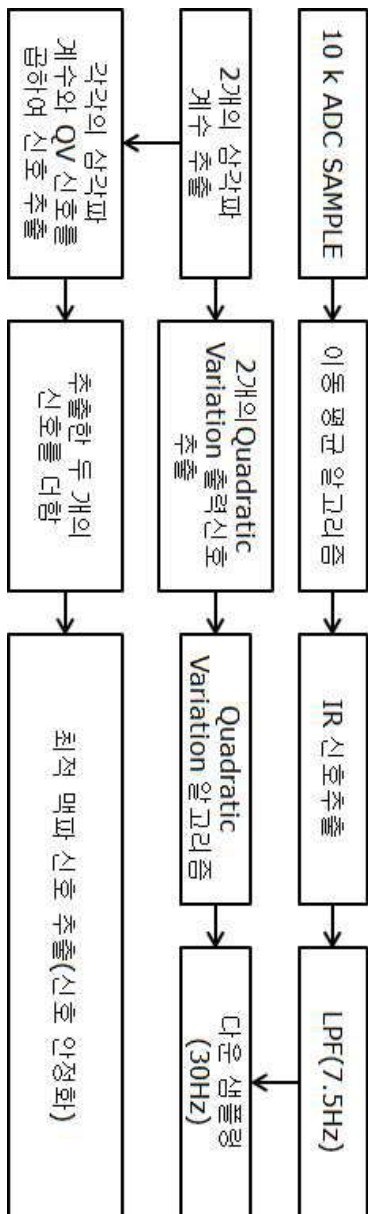 10 k ADC SAMPLE
이동 평균 알고리즘
IR 신호추출
LPF(7.5Hz)
2개의 삼각파
계수 추출
2개의Quadratic
Variation 출력신호
추출
Quadratic
Variation 알고리즘
다운 샘플링
(30Hz)
각각의 삼각파
계수와 QV 신호를
곱하여 신호 추출
추출한 두 개의
신호를 더함
최적 맥파 신호 추출(신호 안정화)